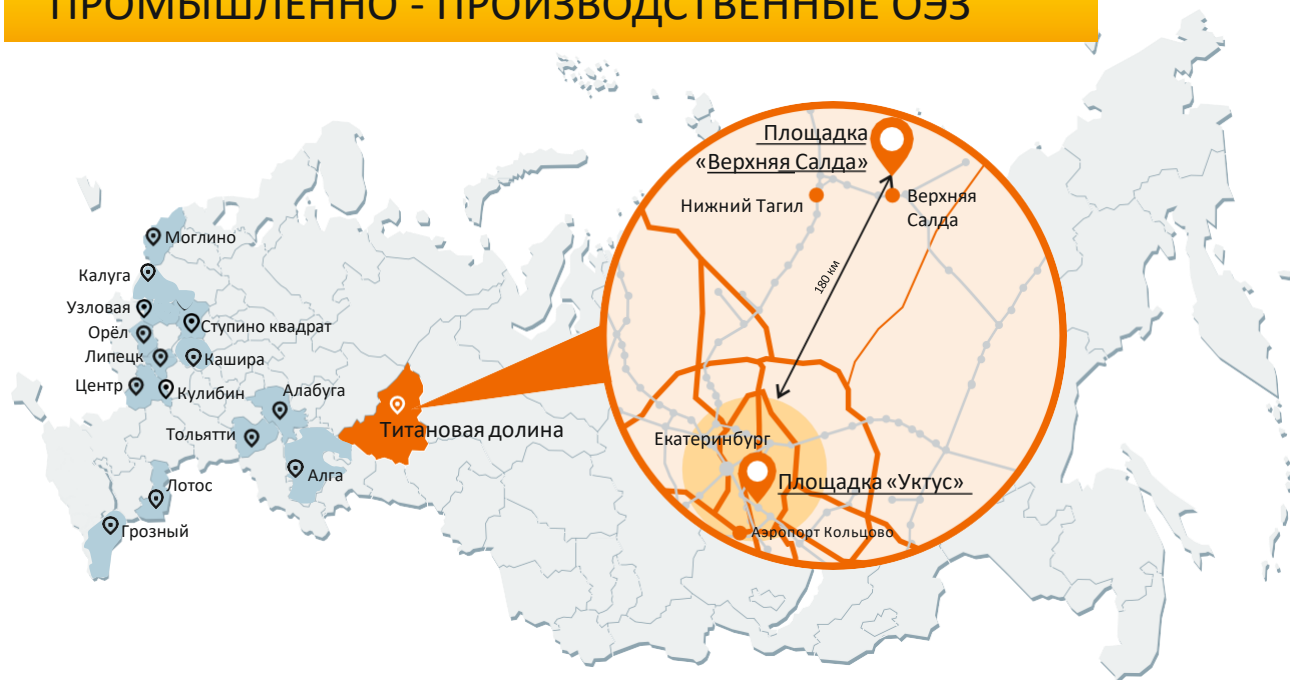 ПРОМЫШЛЕННО - ПРОИЗВОДСТВЕННЫЕ ОЭЗ
Площадка
«Верхняя Салда»
Нижний Тагил
Верхняя
Салда
180 км
Екатеринбург
Площадка «Уктус»
Аэропорт Кольцово
Моглино
Калуга
Узловая
Ступино квадрат
Орёл
Липецк
Кашира
Центр
Кулибин
Алабуга
Тольятти
Титановая долина
Алга
Лотос
Грозный